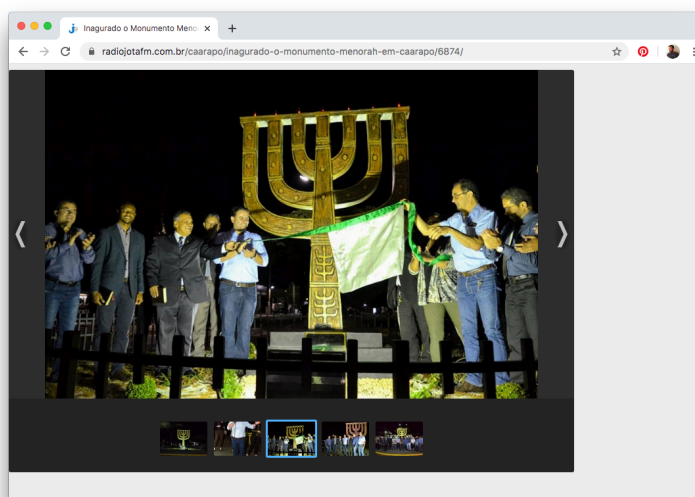 Inagurado o Monumento Meno
radiojotafm.com.br/caarapo/inagurado-o-monumento-menorah-em-caarapo/6874/